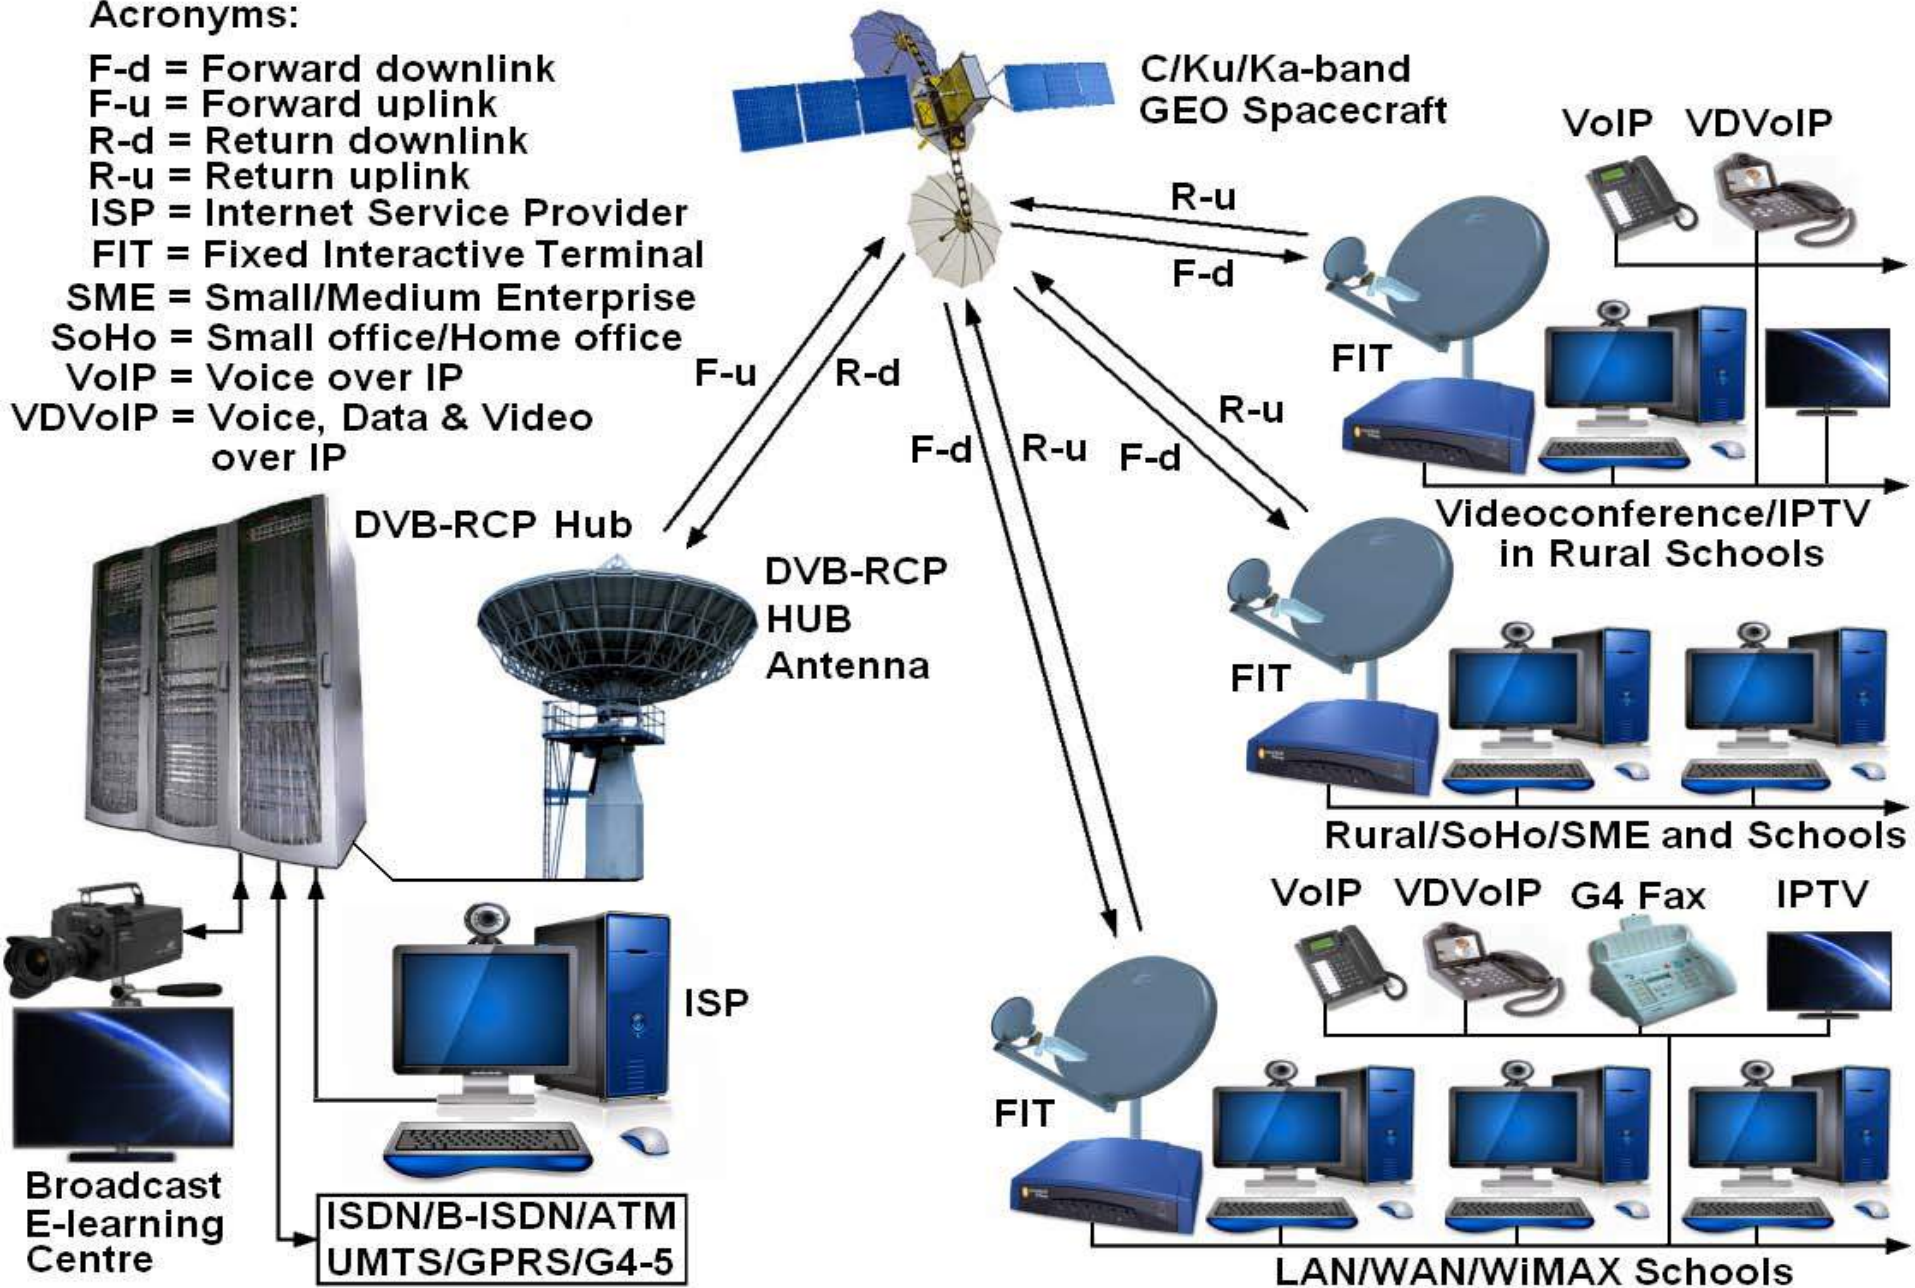 Acronyms:
F-d = Forward downlink
F-u = Forward uplink
R-d = Return downlink
R-u = Return uplink
ISP = Internet Service Provider
FIT = Fixed Interactive Terminal
SME = Small/Medium Enterprise
SoHo = Small office/Home office
VoIP = Voice over IP
VDVoIP = Voice, Data & Video
over IP
C/Ku/Ka-band
GEO Spacecraft
VoIP VDVoIP
R-u
F-d
FIT
F-u
R-d
R-u
F-d
R-u
F-d
Videoconference/IPTV
in Rural Schools
DVB-RCP Hub
DVB-RCP
HUB
Antenna
FIT
Rural/SoHo/SME and Schools
VoIP VDVoIP G4 Fax IPTV
ISP
FIT
Broadcast
E-learning
Centre
ISDN/B-ISDN/ATM
UMTS/GPRS/G4-5
LAN/WAN/WiMAX Schools